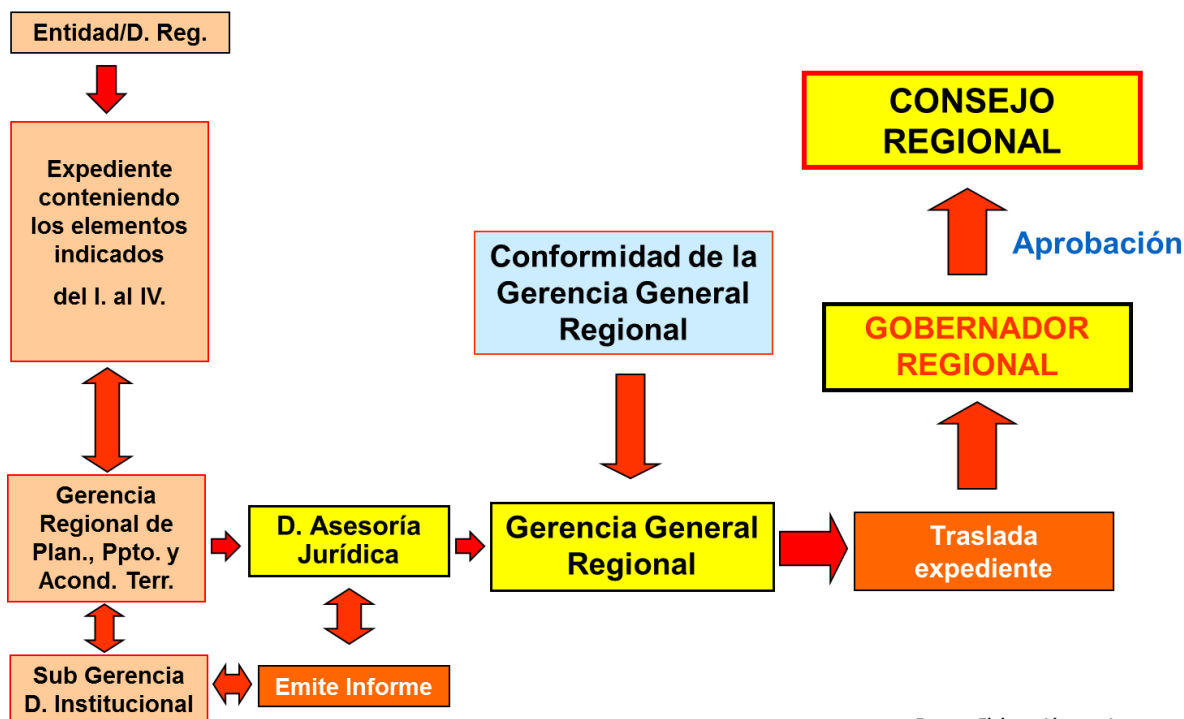 Entidad/D. Reg.
Expediente
conteniendo
los elementos
indicados
del I. al IV.
Gerencia
Regional de
Plan., Ppto. y
Acond. Terr.
Sub Gerencia
D. Institucional
D. Asesoría
Jurídica
Emite Informe
Conformidad de la
Gerencia General
Regional
Gerencia General
Regional
Traslada
expediente
GOBERNADOR
REGIONAL
Aprobación
CONSEJO
REGIONAL